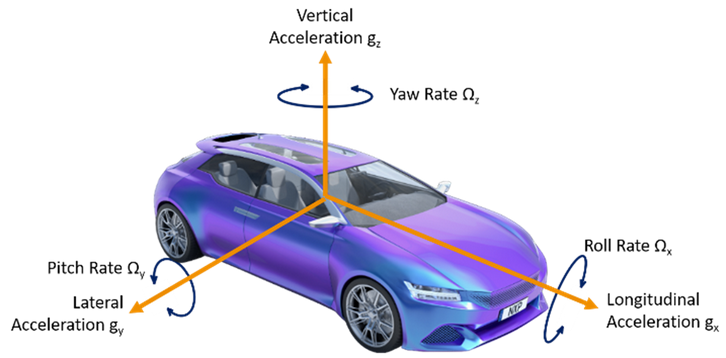 Vertical
Acceleration gz
Yaw Rate Ωz
Roll Rate Ωx
Pitch Rate Ωy
Lateral
Acceleration gy
Longitudinal
Acceleration gx
NXP